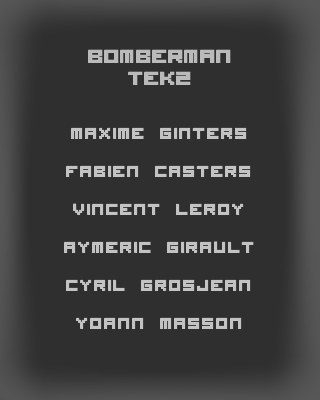 BOMBERMAN
TEK2
MAXIME GINTERS
FABIEN CASTERS
VINCENT LEROY
AYMERIC GIRAULT
CYRIL GROSJEAN
YOANN MASSON